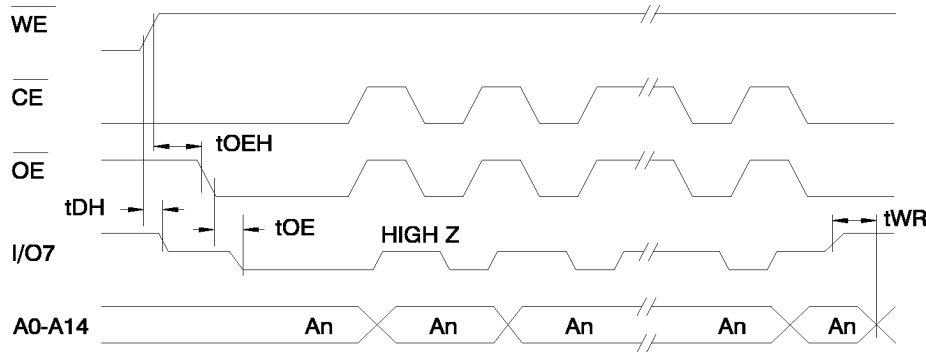 WE
CE
tOEH
OE
tDH
tOE
tWR
I/O7
HIGH Z
A0-A14
An
An
An
An
An